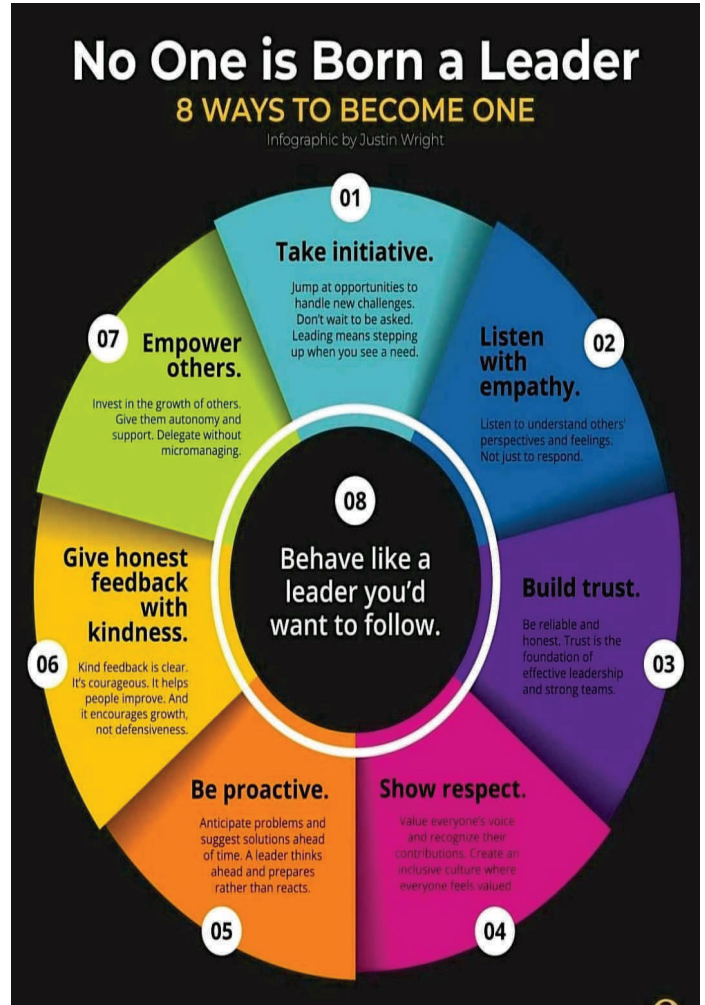 No One is Born a Leader
8 WAYS TO BECOME ONE
Infographic by Justin Wright
01
Take initiative.
Jump at opportunities to
handle new challenges.
Don't wait to be asked.
Leading means stepping
up when you see a need.
02
Listen
with
empathy.
Listen to understand others'
perspectives and feelings.
Not just to respond.
03
Build trust.
Be reliable and
honest. Trust is the
foundation of
effective leadership
and strong teams.
04
Show respect.
Value everyone's voice
and recognize their
contributions. Create an
inclusive culture where
everyone feels valued
05
Be proactive.
Anticipate problems and
suggest solutions ahead
of time. A leader thinks
ahead and prepares
rather than reacts.
06
Give honest
feedback
with
kindness.
Kind feedback is clear.
It's courageous. It helps
people improve. And
it encourages growth,
not defensiveness.
07
Empower
others.
Invest in the growth of others.
Give them autonomy and
support. Delegate without
micromanaging.
08
Behave like a
leader you'd
want to follow.